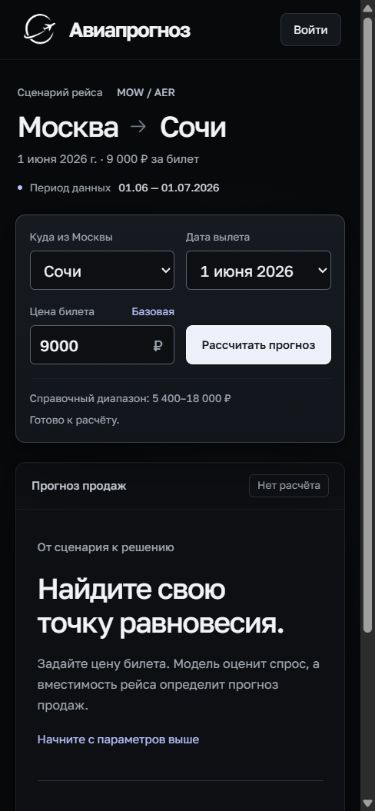 Авиапрогноз
Войти
Сценарий рейса MOW / AER
Москва → Сочи
1 июня 2026 г. · 9 000 ₽ за билет
• Период данных 01.06 — 01.07.2026
Куда из Москвы
Дата вылета
Сочи
1 июня 2026
Цена билета
Базовая
9000 ₽
Рассчитать прогноз
Справочный диапазон: 5 400–18 000 ₽
Готово к расчёту.
Прогноз продаж
Нет расчёта
От сценария к решению
Найдите свою
точку равновесия.
Задайте цену билета. Модель оценит спрос, а
вместимость рейса определит прогноз
продаж.
Начните с параметров выше